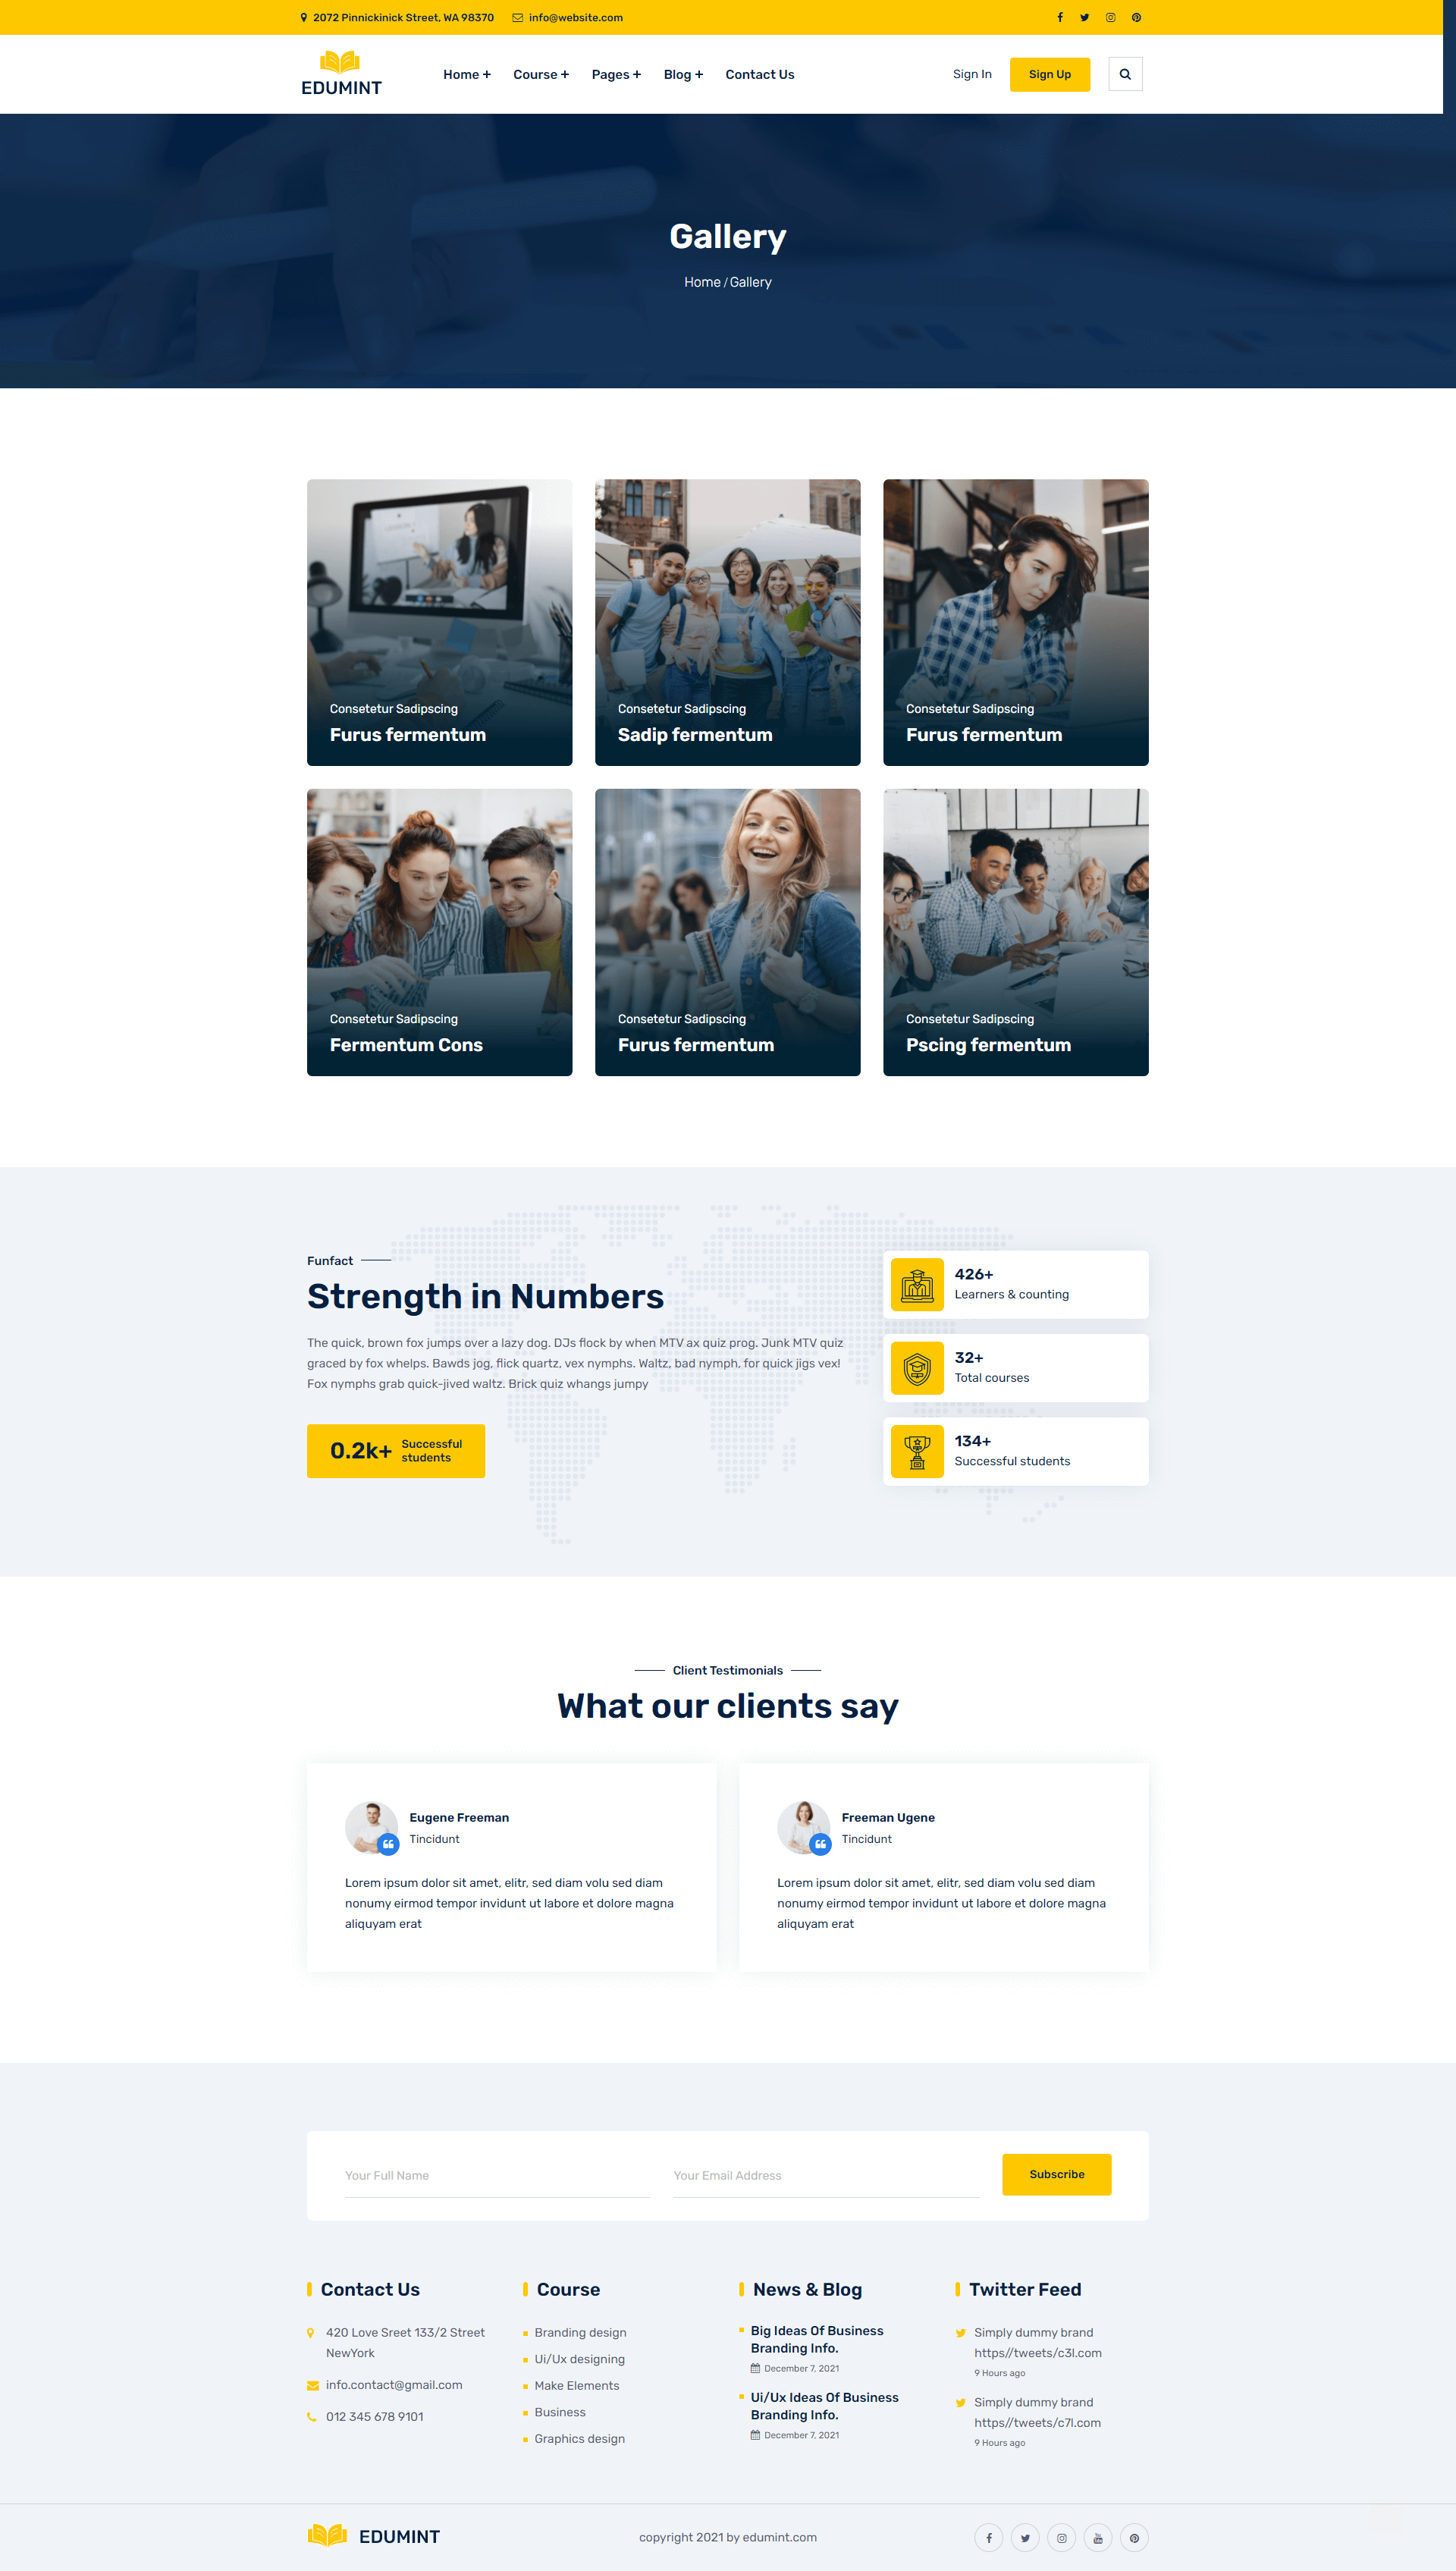 2072 Pinnickinick Street, WA 98370 info@website.com
EDUMINT
Home + Course + Pages + Blog + Contact Us Sign In Sign Up
Gallery
Home / Gallery
Consetetur Sadipscing
Furus fermentum
Consetetur Sadipscing
Sadip fermentum
Consetetur Sadipscing
Furus fermentum
Consetetur Sadipscing
Fermentum Cons
Consetetur Sadipscing
Furus fermentum
Consetetur Sadipscing
Pscing fermentum
Funfact
Strength in Numbers
The quick, brown fox jumps over a lazy dog. DJs flock by when MTV ax quiz prog. Junk MTV quiz
graced by fox whelps. Bawds jog, flick quartz, vex nymphs. Waltz, bad nymph, for quick jigs vex!
Fox nymphs grab quick-jived waltz. Brick quiz whangs jumpy
0.2k+ Successful
students
426+
Learners & counting
32+
Total courses
134+
Successful students
Client Testimonials
What our clients say
Eugene Freeman
Tincidunt
Lorem ipsum dolor sit amet, elitr, sed diam volu sed diam
nonumy eirmod tempor invidunt ut labore et dolore magna
aliquyam erat
Freeman Ugene
Tincidunt
Lorem ipsum dolor sit amet, elitr, sed diam volu sed diam
nonumy eirmod tempor invidunt ut labore et dolore magna
aliquyam erat
Your Full Name Your Email Address Subscribe
Contact Us
420 Love Sreet 133/2 Street
NewYork
info.contact@gmail.com
012 345 678 9101
Course
Branding design
Ui/Ux designing
Make Elements
Business
Graphics design
News & Blog
Big Ideas Of Business
Branding Info.
December 7, 2021
Ui/Ux Ideas Of Business
Branding Info.
December 7, 2021
Twitter Feed
Simply dummy brand
https//tweets/c3l.com
9 Hours ago
Simply dummy brand
https//tweets/c7l.com
9 Hours ago
EDUMINT
copyright 2021 by edumint.com